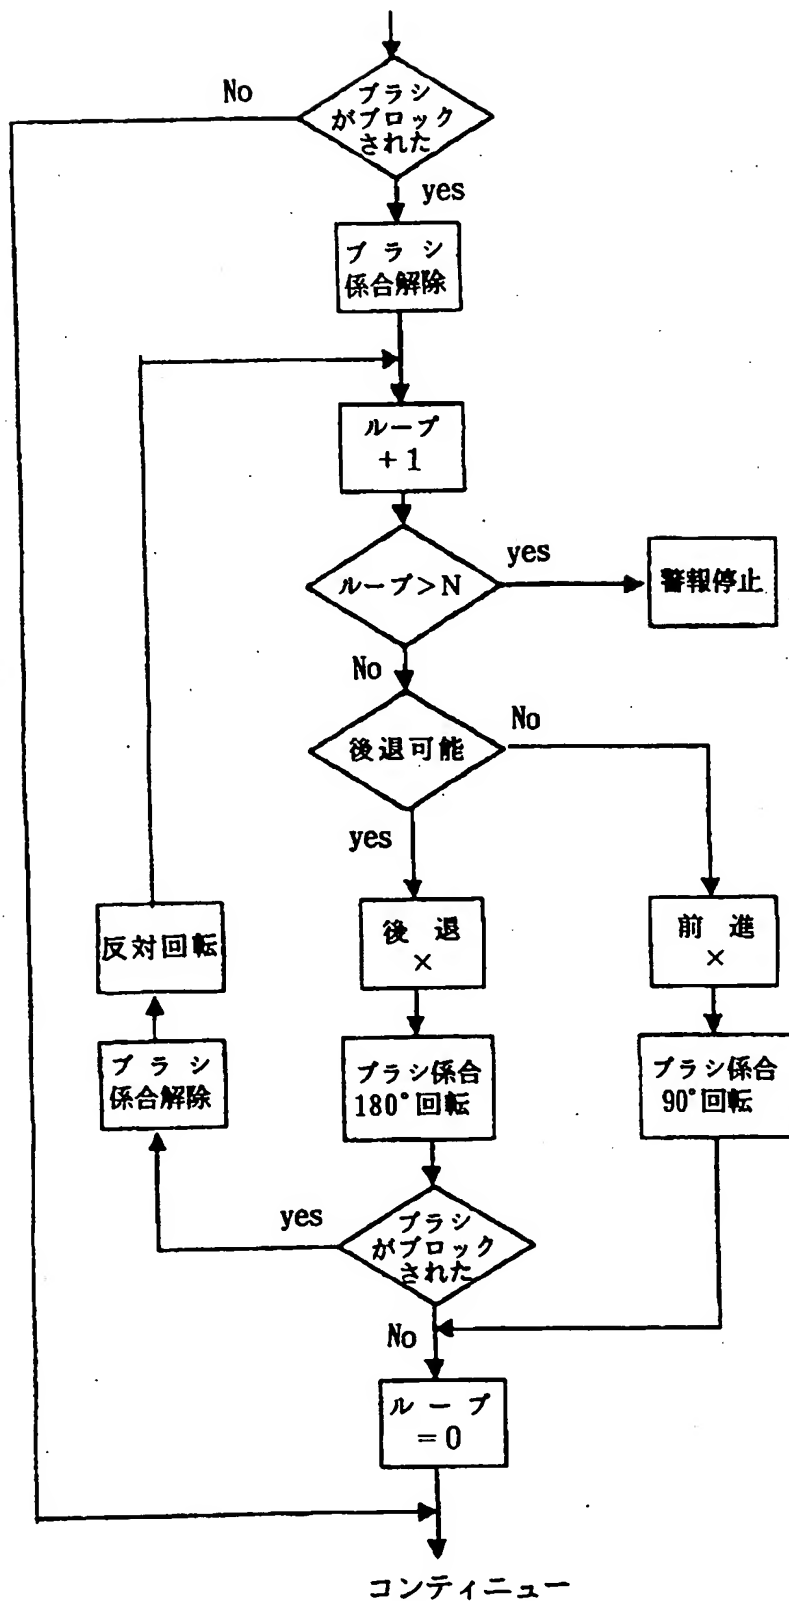 No
ブラシ
がブロック
された
yes
ブラシ
係合解除
ループ
+1
ループ>N
yes
警報停止
No
後退可能
No
yes
後退
×
前進
×
反対回転
ブラシ
係合解除
ブラシ係合
180°回転
ブラシ係合
90°回転
yes
ブラシ
がブロック
された
No
ループ
=0
コンティニュー